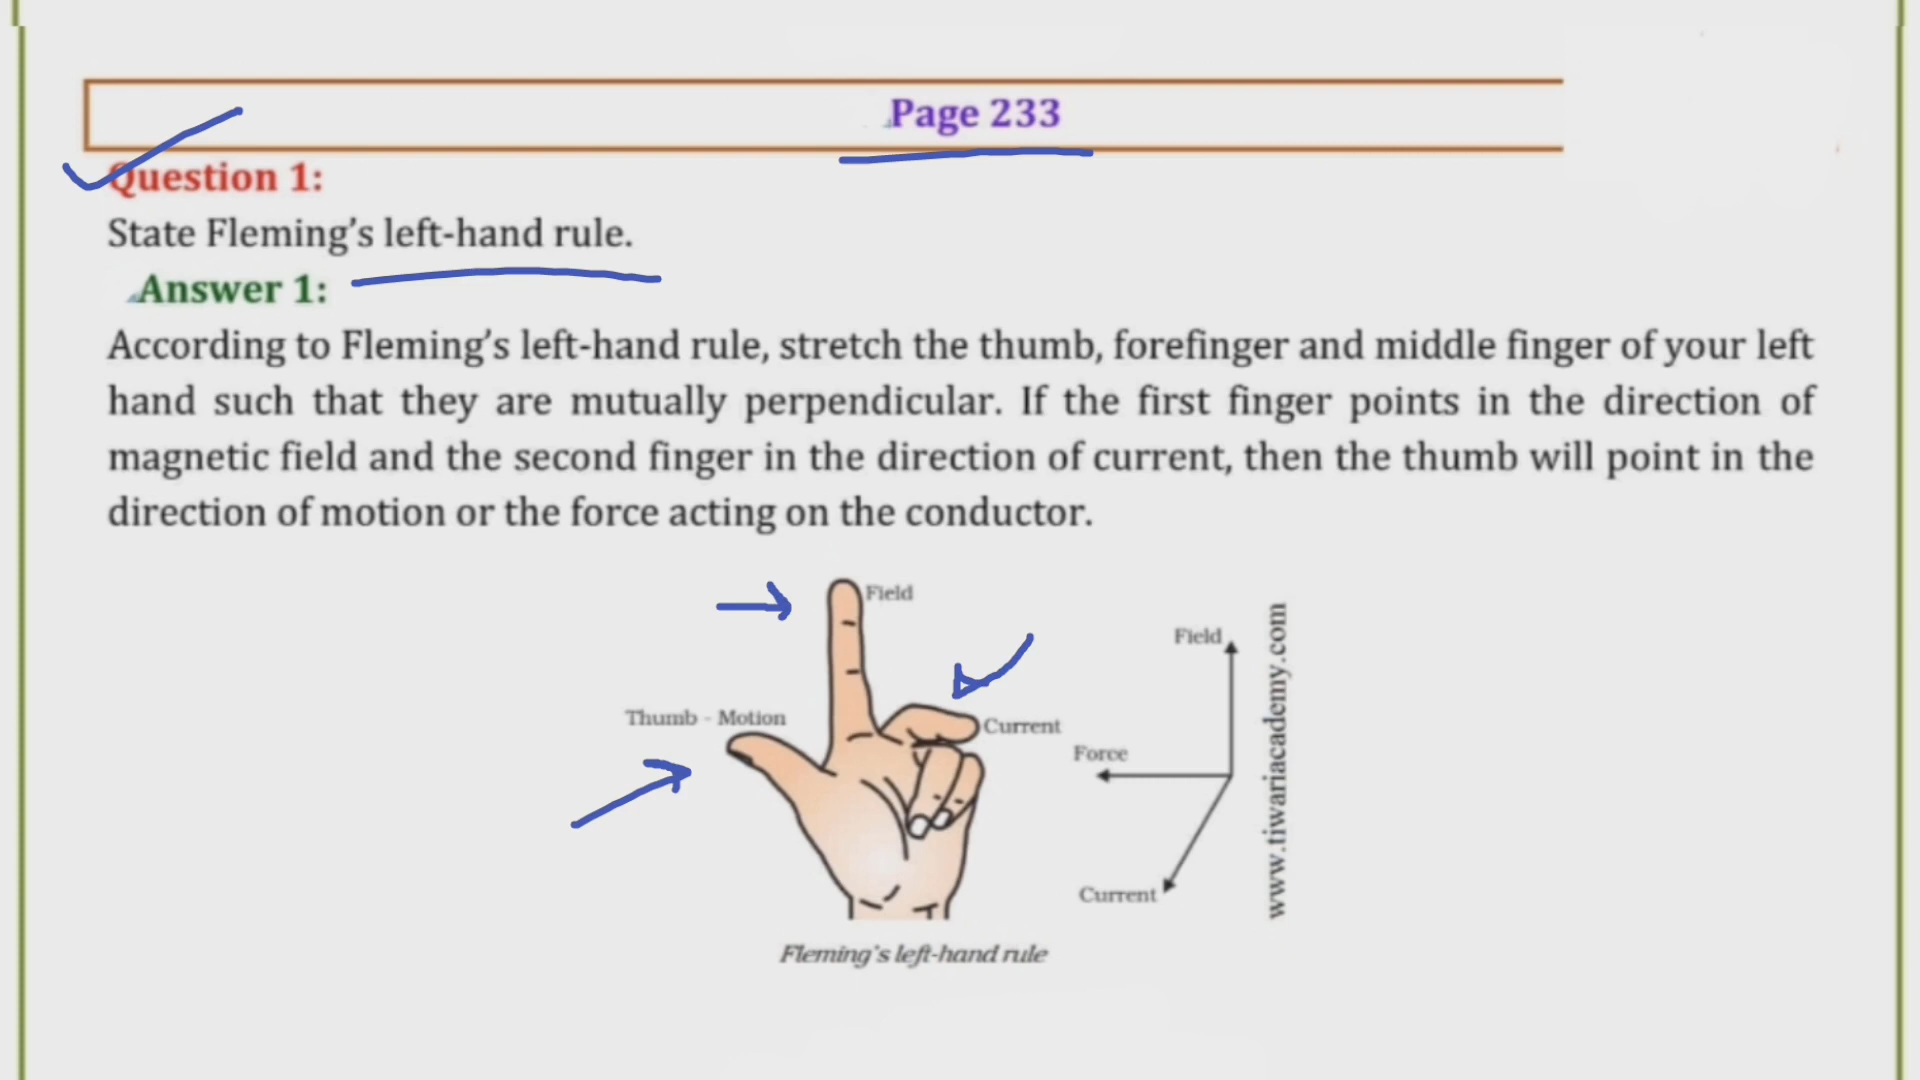 Page 233
Question 1:
State Fleming’s left-hand rule.
Answer 1:
According to Fleming’s left-hand rule, stretch the thumb, forefinger and middle finger of your left
hand such that they are mutually perpendicular. If the first finger points in the direction of
magnetic field and the second finger in the direction of current, then the thumb will point in the
direction of motion or the force acting on the conductor.
Field
Thumb - Motion
Current
Field
Force
Current
www.tiwariacademy.com
Fleming’s left-hand rule